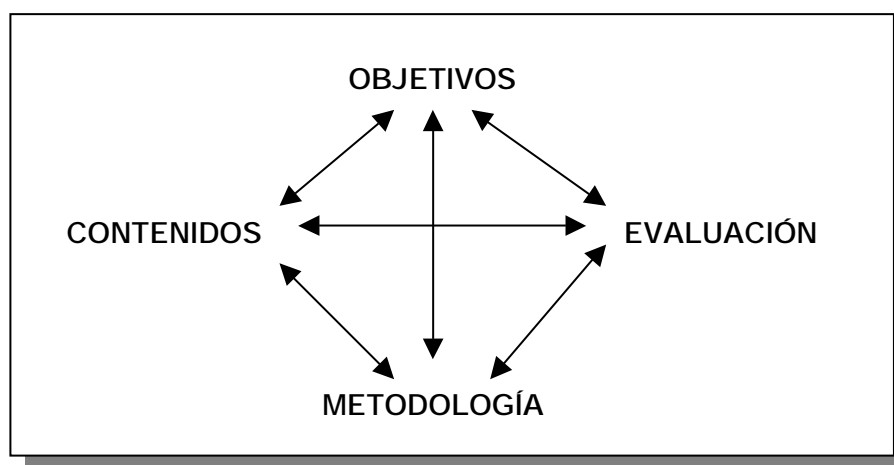 OBJETIVOS
CONTENIDOS
EVALUACIÓN
METODOLOGÍA